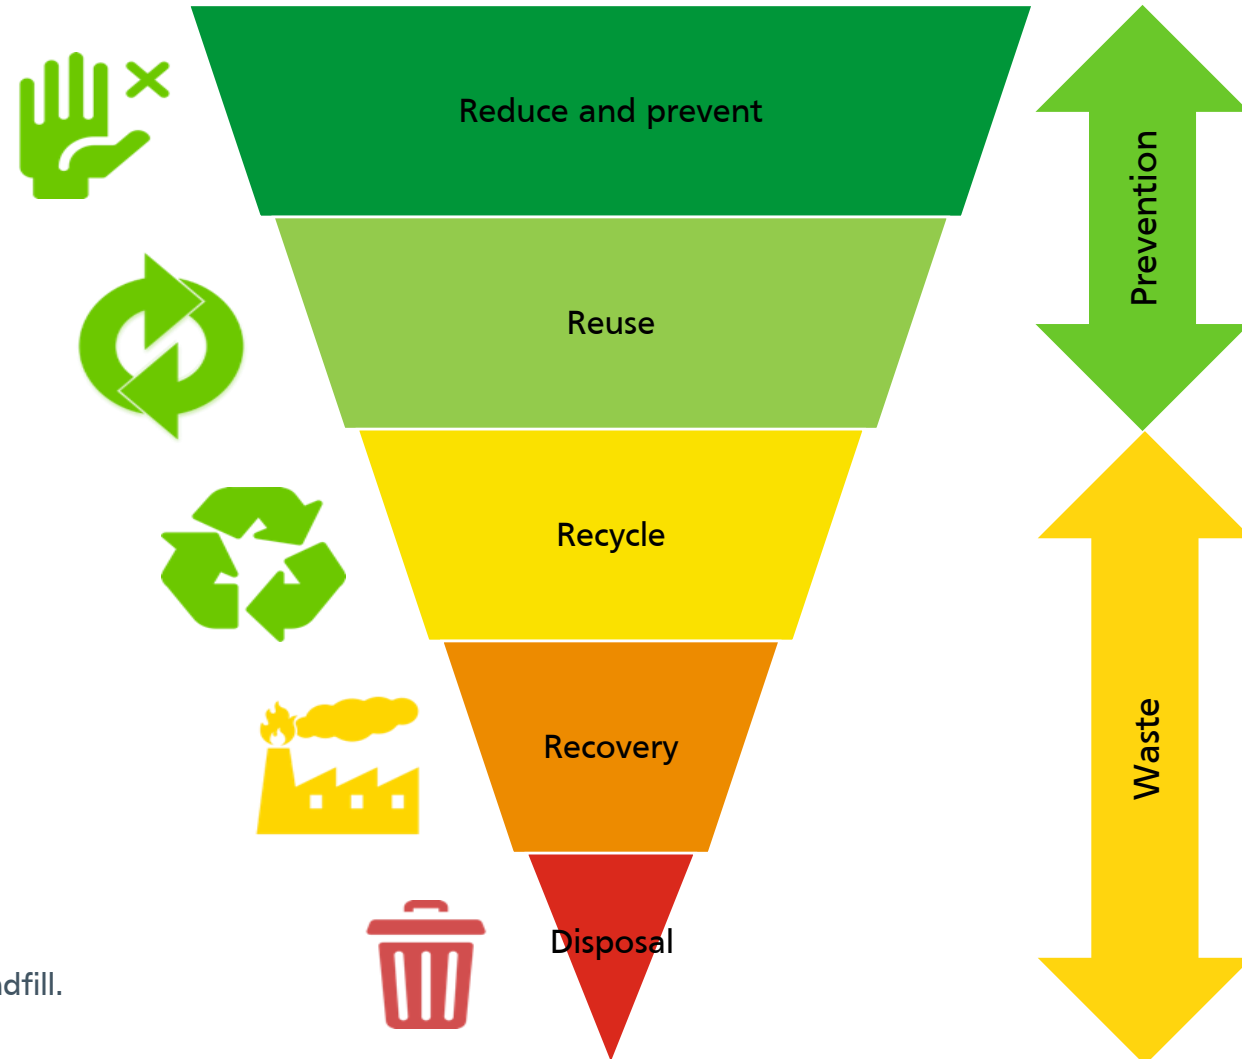 Reduce and prevent
Reuse
Recycle
Recovery
Disposal
Prevention
Waste
dfill.